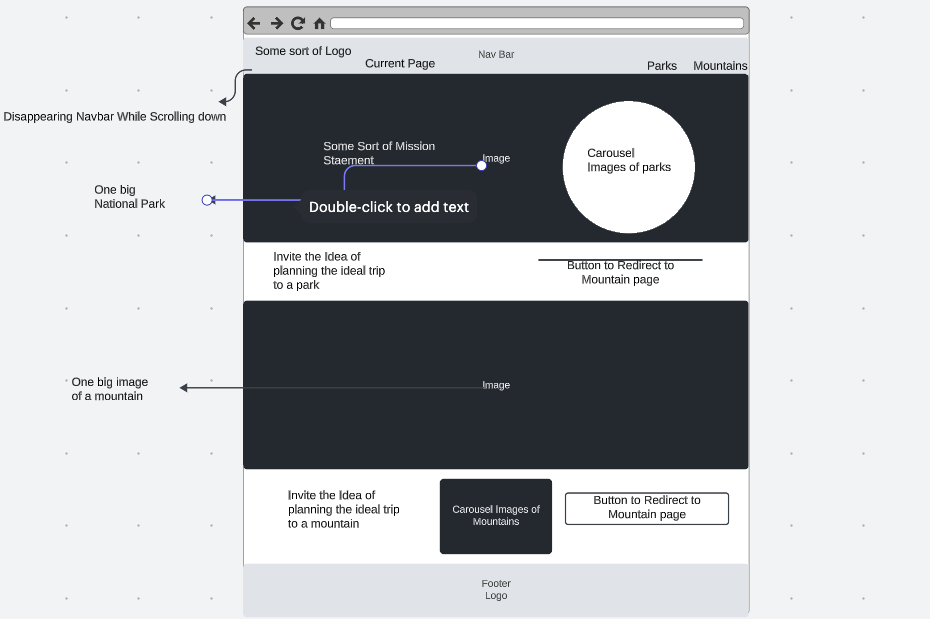 Some sort of Logo
Nav Bar
Current Page
Parks
Mountains
Disappearing Navbar While Scrolling down
Some Sort of Mission
Staement
Image
Carousel
Images of parks
One big
National Park
Double-click to add text
Invite the Idea of
planning the ideal trip
to a park
Button to Redirect to
Mountain page
One big image
of a mountain
Image
Invite the Idea of
planning the ideal trip
to a mountain
Carousel Images of
Mountains
Button to Redirect to
Mountain page
Footer
Logo